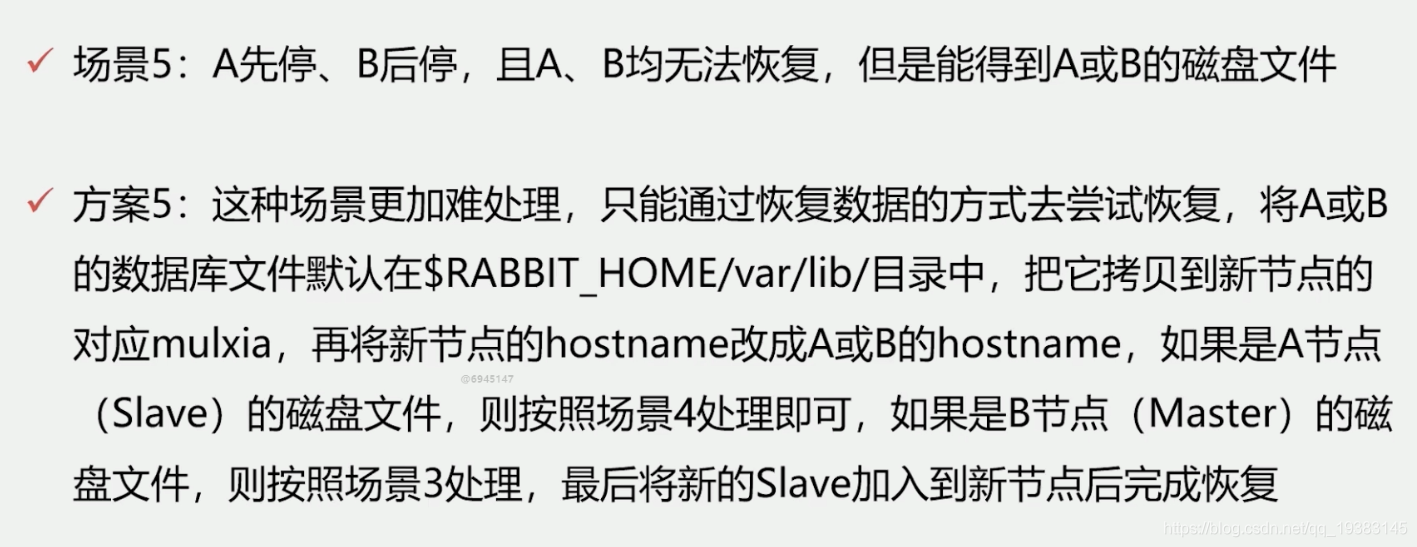 ✓ 场景5：A先停、B后停，且A、B均无法恢复，但是能得到A或B的磁盘文件
✓ 方案5：这种场景更加难处理，只能通过恢复数据的方式去尝试恢复，将A或B
的数据库文件默认在$RABBIT_HOME/var/lib/目录中，把它拷贝到新节点的
对应mulxia，再将新节点的hostname改成A或B的hostname，如果是A节点
@6945147
（Slave）的磁盘文件，则按照场景4处理即可，如果是B节点（Master）的磁
盘文件，则按照场景3处理，最后将新的Slave加入到新节点后完成恢复
https://blog.csdn.net/qq_19383145